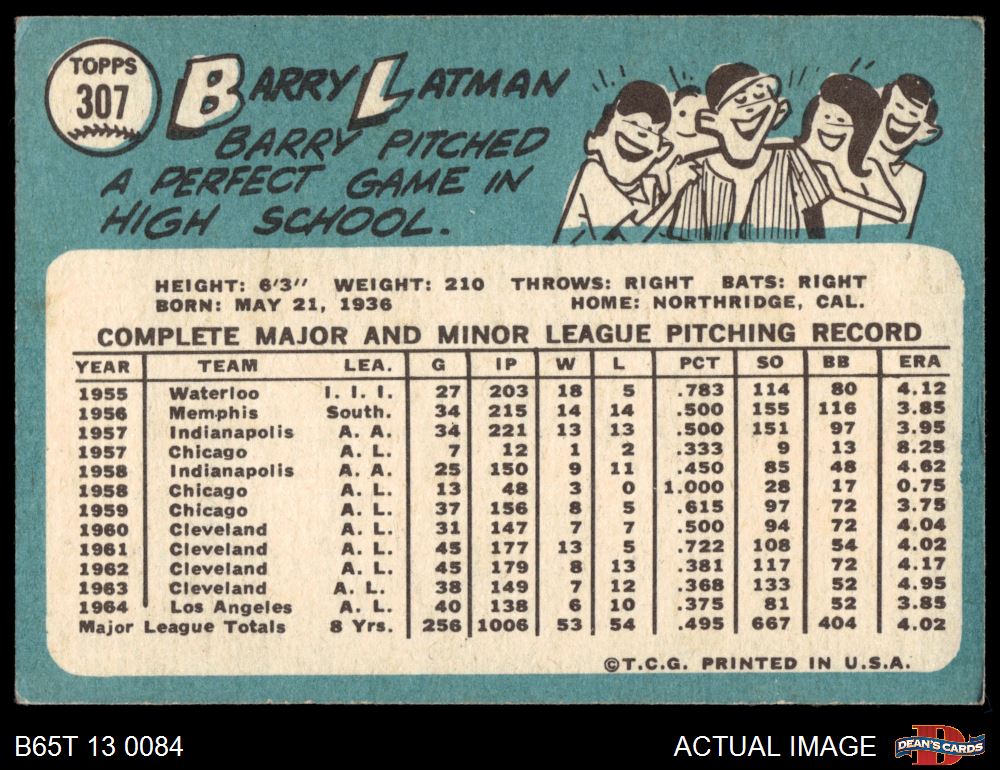 TOPPS
307
BARRY LATMAN
BARRY PITCHED
A PERFECT GAME IN
HIGH SCHOOL.
HEIGHT: 6'3" WEIGHT: 210 THROWS: RIGHT BATS: RIGHT
BORN: MAY 21, 1936 HOME: NORTHRIDGE, CAL.
COMPLETE MAJOR AND MINOR LEAGUE PITCHING RECORD
YEAR TEAM LEA. G IP W L PCT SO BB ERA
1955 Waterloo I. I. I. 27 203 18 5 .783 114 80 4.12
1956 Memphis South. 34 215 14 14 .500 155 116 3.85
1957 Indianapolis A. A. 34 221 13 13 .500 151 97 3.95
1957 Chicago A. L. 7 12 1 2 .333 9 13 8.25
1958 Indianapolis A. A. 25 150 9 11 .450 85 48 4.62
1958 Chicago A. L. 13 48 3 0 1.000 28 17 0.75
1959 Chicago A. L. 37 156 8 5 .615 97 72 3.75
1960 Cleveland A. L. 31 147 7 7 .500 94 72 4.04
1961 Cleveland A. L. 45 177 13 5 .722 108 54 4.02
1962 Cleveland A. L. 45 179 8 13 .381 117 72 4.17
1963 Cleveland A. L. 38 149 7 12 .368 133 52 4.95
1964 Los Angeles A. L. 40 138 6 10 .375 81 52 3.85
Major League Totals 8 Yrs. 256 1006 53 54 .495 667 404 4.02
©T.C.G. PRINTED IN U.S.A.
B65T 13 0084 ACTUAL IMAGE D DEAN'S CARDS